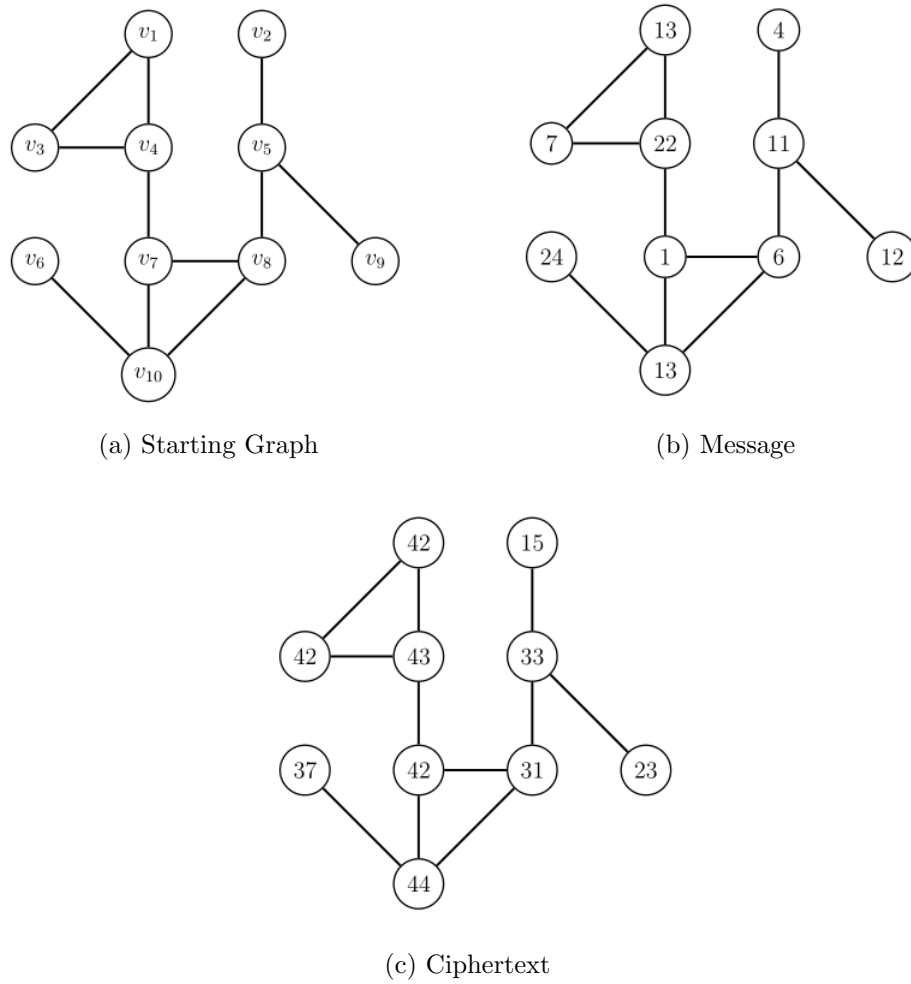 v₁ v₂
v₃ v₄ v₅
v₆ v₇ v₈ v₉
v₁₀
(a) Starting Graph
13 4
7 22 11
24 1 6 12
13
(b) Message
42 15
42 43 33
37 42 31 23
44
(c) Ciphertext